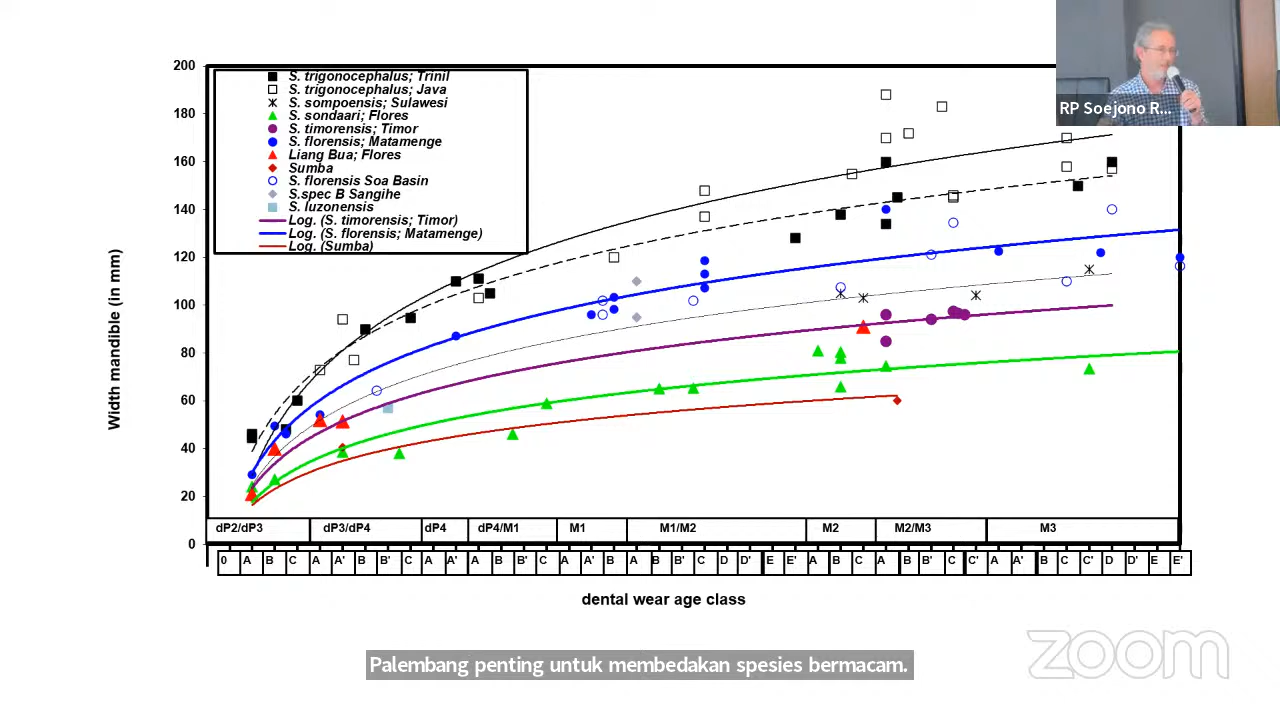 200
180
160
140
120
100
80
60
40
20
0
Width mandible (in mm)
S. trigonocephalus; Trinil
S. trigonocephalus; Java
S. sompoensis; Sulawesi
S. sondaari; Flores
S. timorensis; Timor
S. florensis; Matamenge
Liang Bua; Flores
Sumba
S. florensis Soa Basin
S.spec B Sangihe
S. luzonensis
Log. (S. timorensis; Timor)
Log. (S. florensis; Matamenge)
Log. (Sumba)
RP Soejono R...
dP2/dP3 dP3/dP4 dP4 dP4/M1 M1 M1/M2 M2 M2/M3 M3
0 A B C A A' B B' C A A' A B B' C A A' B A B B' C D D' E E' A B C A B B' C C' A A' B C C' D D' E E'
dental wear age class
zoom
Palembang penting untuk membedakan spesies bermacam.